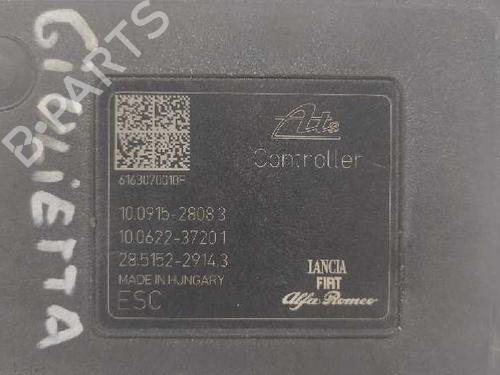 GIULIETTA
B-PARTS
Ate
Controller
6163070010F
10.0915-2808.3
10.0622-3720.1
28.5152-2914.3
MADE IN HUNGARY
ESC
LANCIA
FIAT
Alfa Romeo